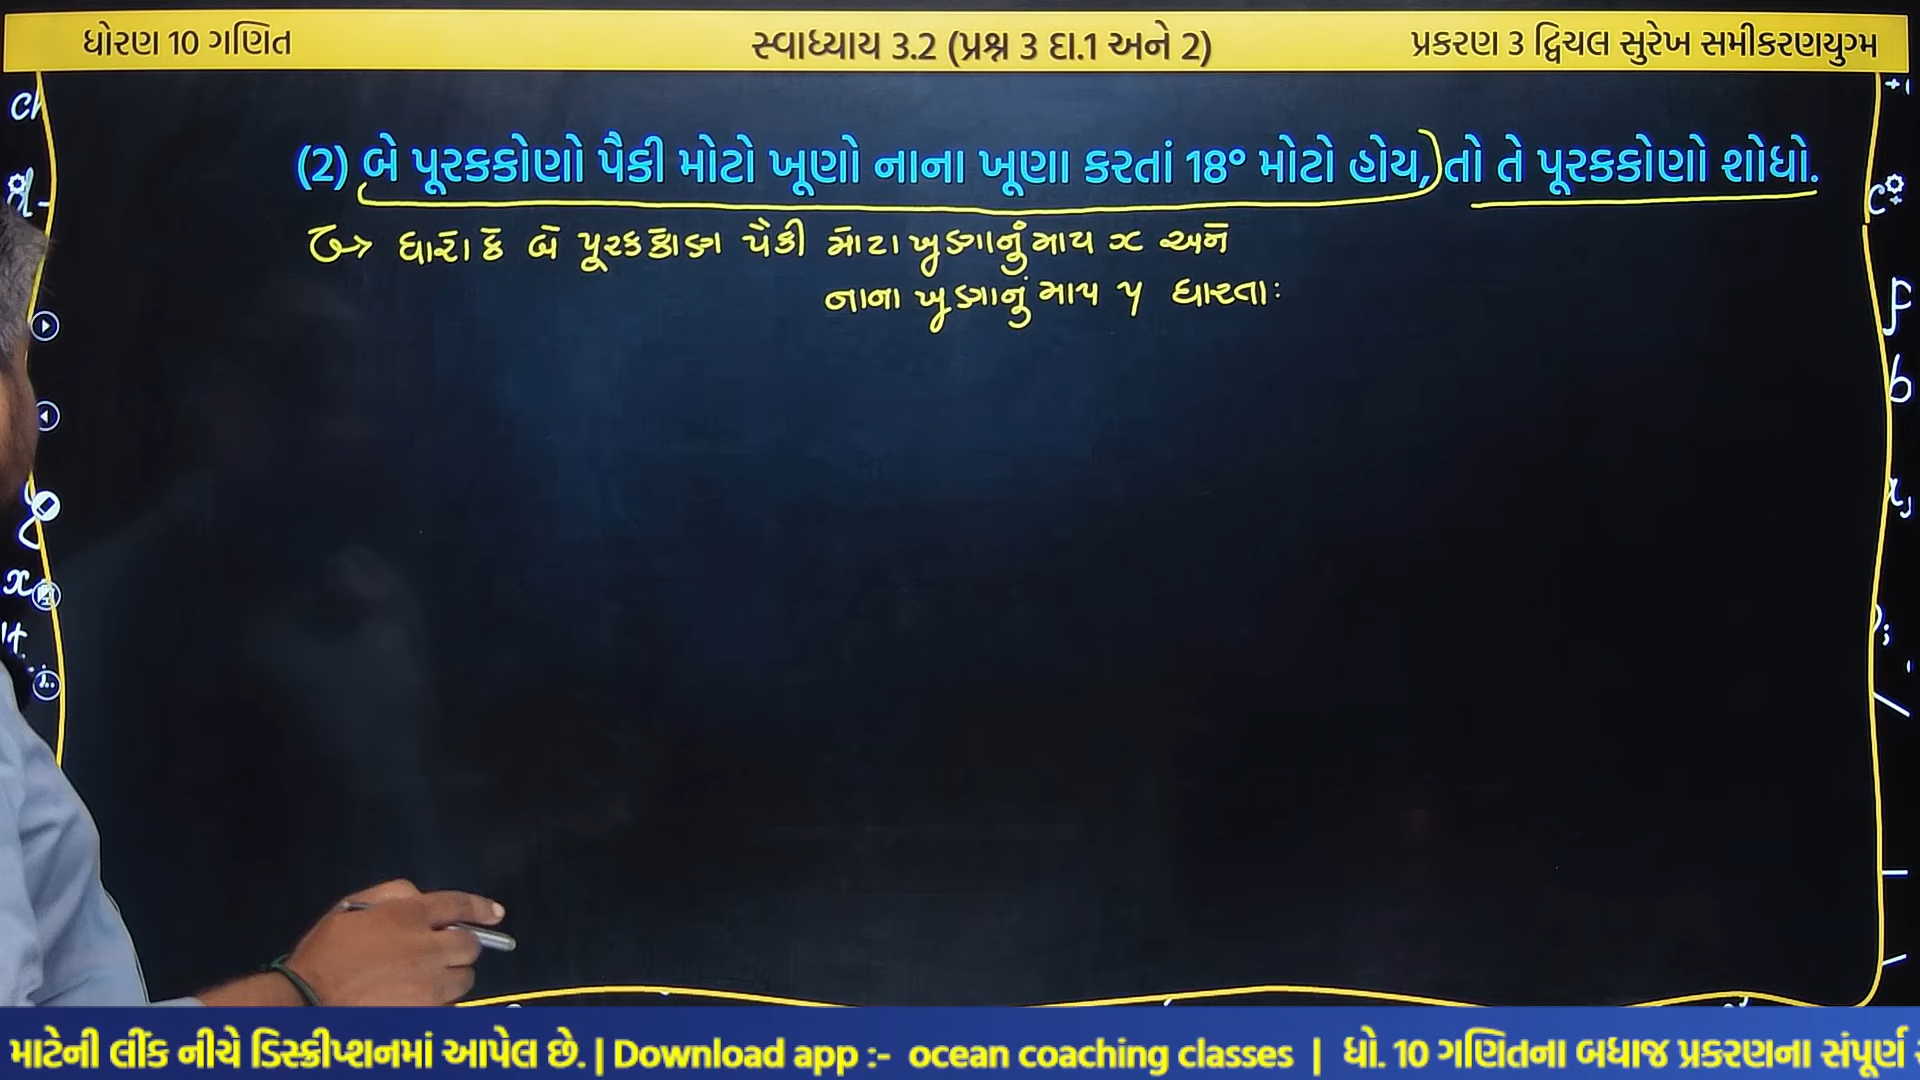 ધોરણ 10 ગણિત
સ્વાધ્યાય 3.2 (પ્રશ્ન 3 દા.1 અને 2)
પ્રકરણ 3 દ્વિચલ સુરેખ સમીકરણયુગ્મ
(2) બે પૂરકકોણો પૈકી મોટો ખૂણો નાના ખૂણા કરતાં 18° મોટો હોય, તો તે પૂરકકોણો શોધો.
ધારો કે બે પૂરકકોણો પૈકી મોટા ખૂણાનું માપ x અને
નાના ખૂણાનું માપ y ધારતા:
માટેની લીંક નીચે ડિસ્ક્રીપ્શનમાં આપેલ છે. | Download app :- ocean coaching classes | ધો. 10 ગણિતના બધાજ પ્રકરણના સંપૂર્ણ